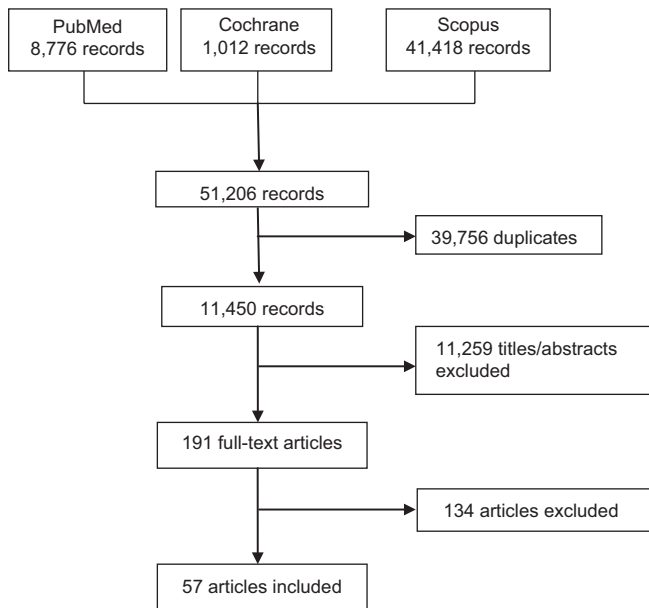 PubMed
8,776 records
Cochrane
1,012 records
Scopus
41,418 records
51,206 records
39,756 duplicates
11,450 records
11,259 titles/abstracts
excluded
191 full-text articles
134 articles excluded
57 articles included